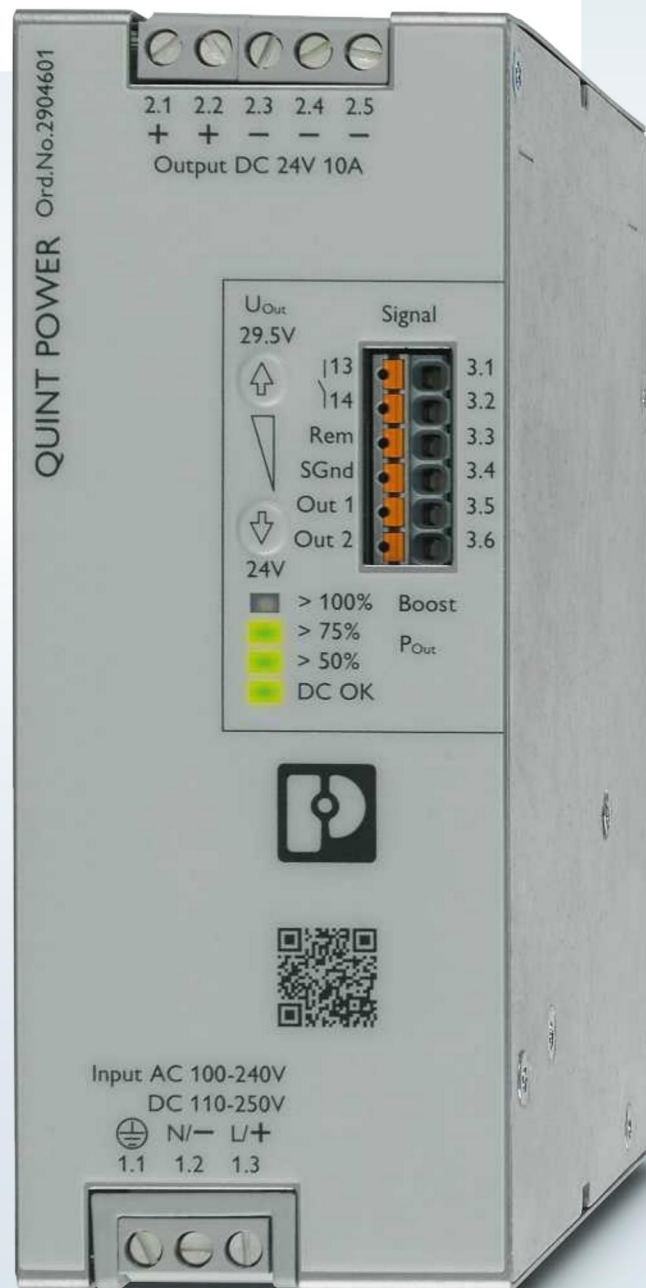 QUINT POWER Ord.No.2904601
2.1 2.2 2.3 2.4 2.5
+ + − − −
Output DC 24V 10A
UOut
29.5V
Signal
13 3.1
14 3.2
Rem 3.3
SGnd 3.4
Out 1 3.5
Out 2 3.6
24V
> 100% Boost
> 75%
POut
> 50%
DC OK
Input AC 100-240V
DC 110-250V
N/− L/+
1.1 1.2 1.3